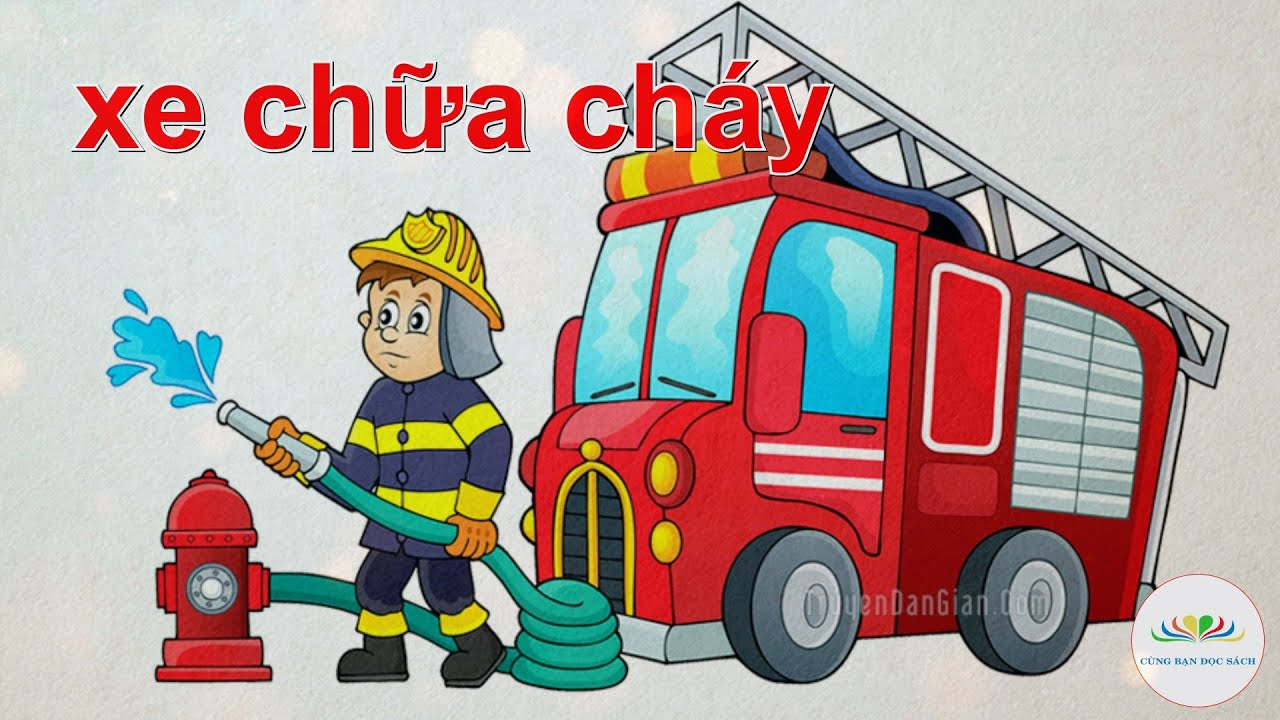 xe chữa cháy
TruyenDanGian.Com
CÙNG BẠN ĐỌC SÁCH